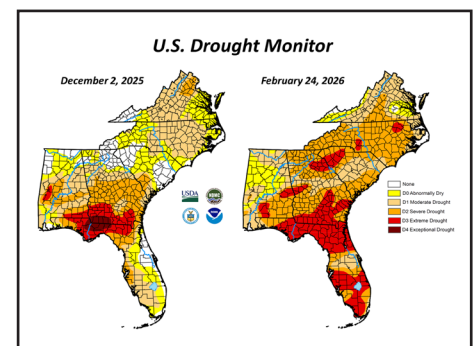 U.S. Drought Monitor
December 2, 2025
February 24, 2026
USDA
None
D0 Abnormally Dry
D1 Moderate Drought
D2 Severe Drought
D3 Extreme Drought
D4 Exceptional Drought